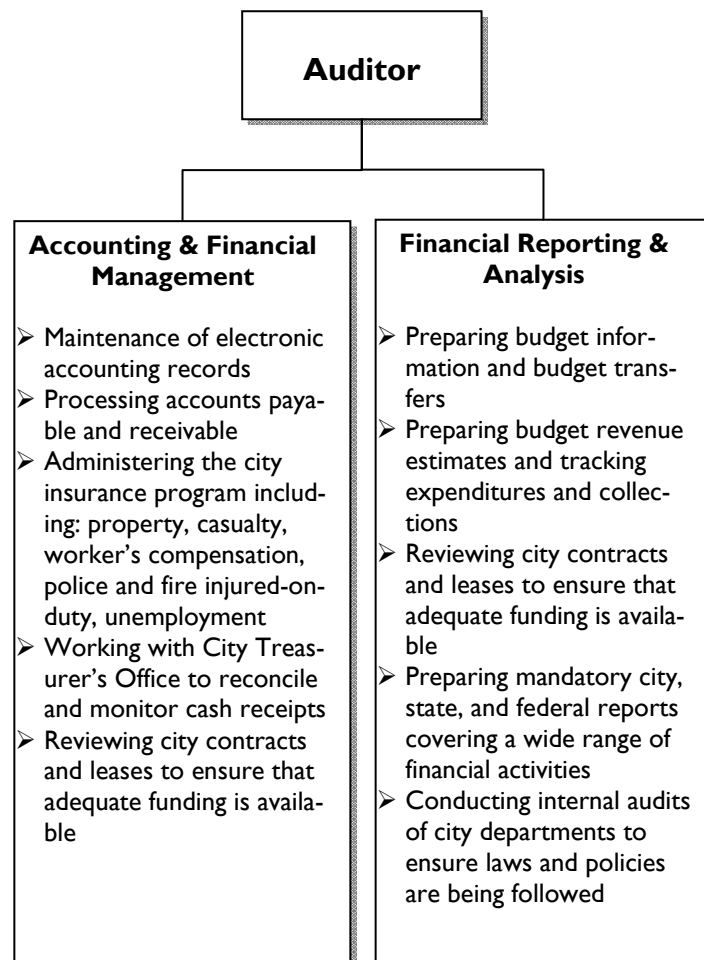 Auditor
Accounting & Financial
Management
➢ Maintenance of electronic
accounting records
➢ Processing accounts paya-
ble and receivable
➢ Administering the city
insurance program includ-
ing: property, casualty,
worker's compensation,
police and fire injured-on-
duty, unemployment
➢ Working with City Treas-
urer's Office to reconcile
and monitor cash receipts
➢ Reviewing city contracts
and leases to ensure that
adequate funding is availa-
ble
Financial Reporting &
Analysis
➢ Preparing budget infor-
mation and budget trans-
fers
➢ Preparing budget revenue
estimates and tracking
expenditures and collec-
tions
➢ Reviewing city contracts
and leases to ensure that
adequate funding is availa-
ble
➢ Preparing mandatory city,
state, and federal reports
covering a wide range of
financial activities
➢ Conducting internal audits
of city departments to
ensure laws and policies
are being followed